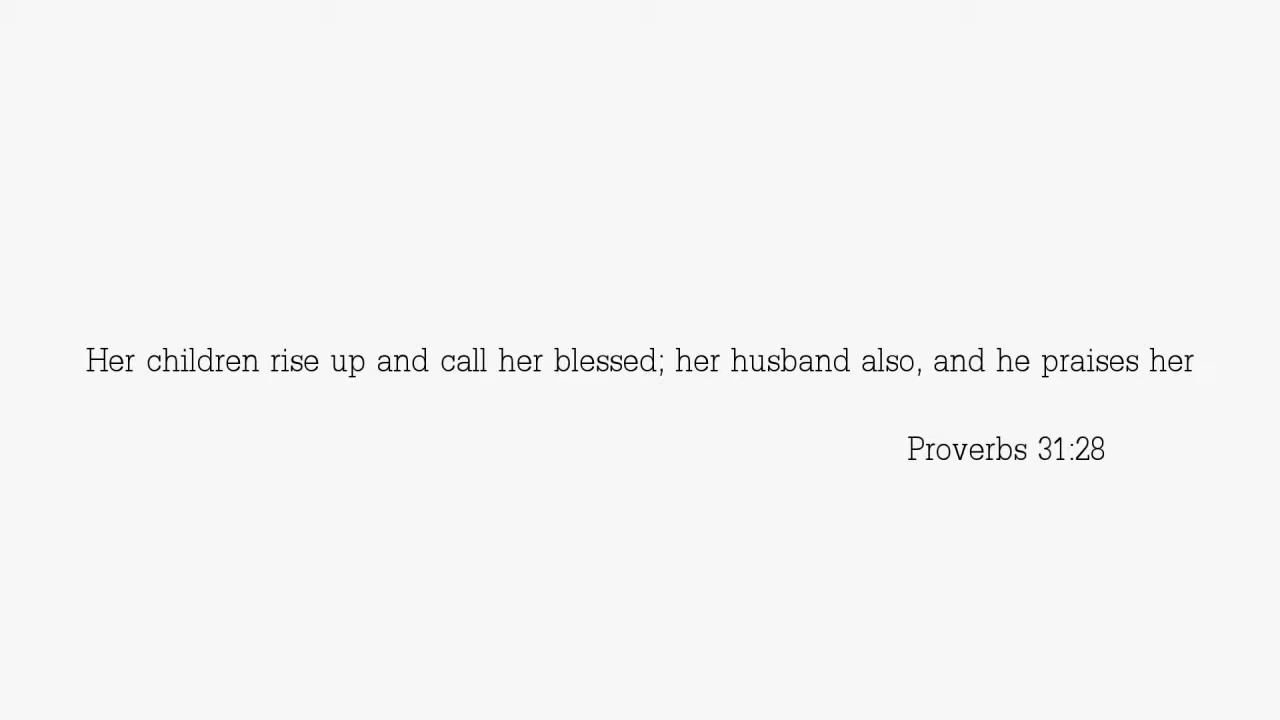 Her children rise up and call her blessed; her husband also, and he praises her
Proverbs 31:28